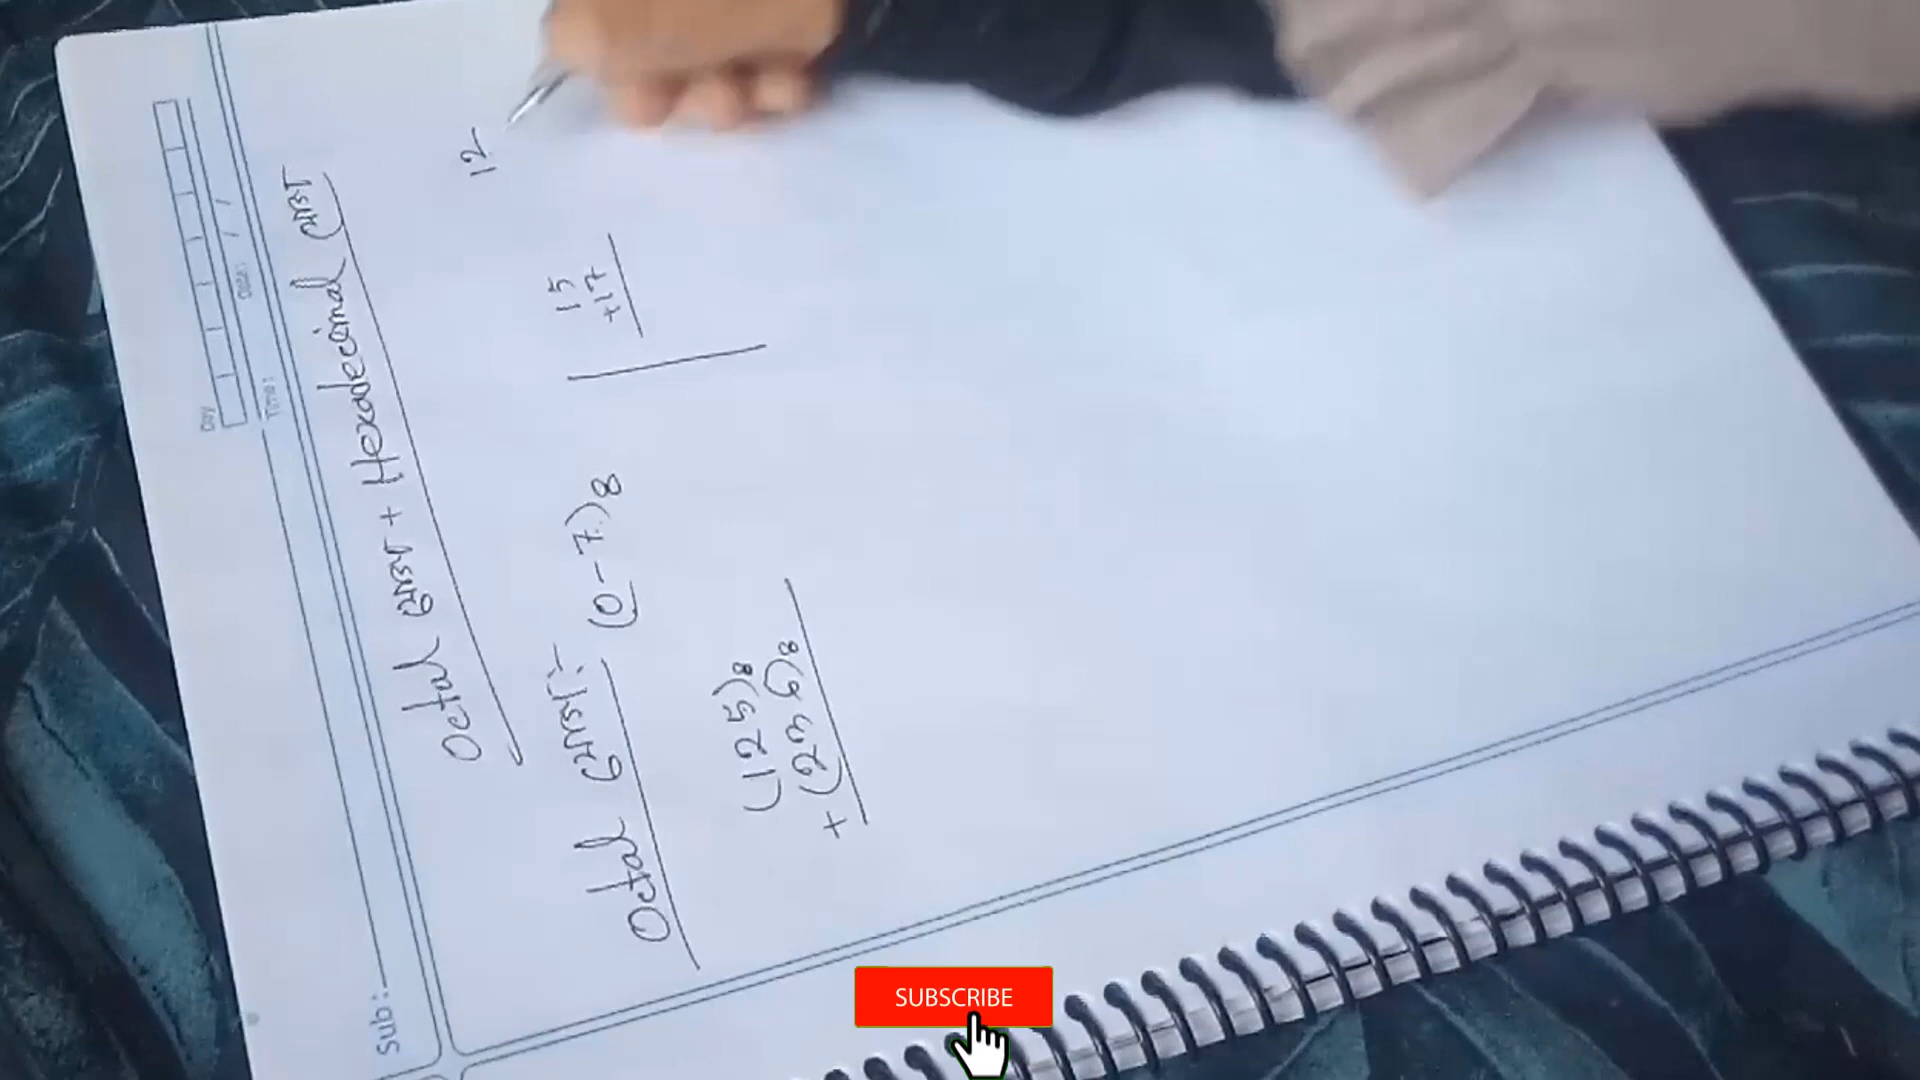 Day
Time:
Date:
/ /
Sub:
Octal যোগ + Hexadecimal যোগ
12
Octal যোগ:- (0-7)8
15
+17
(125)8
+(236)8
SUBSCRIBE